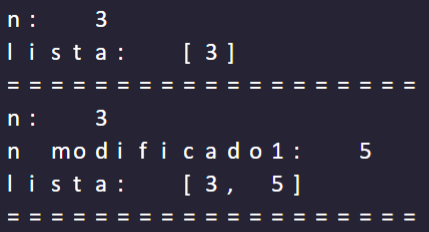 n:  3
lista:  [3]
===================
n:  3
n modificado1:  5
lista:  [3, 5]
===================